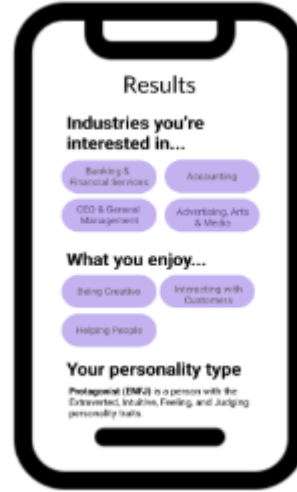 Results
Industries you're
interested in...
Banking &
Financial Services
Accounting
CEO & General
Management
Advertising, Arts
& Media
What you enjoy...
Being Creative
Interacting with
Customers
Helping People
Your personality type
Protagonist (ENFJ) is a person with the
Extraverted, Intuitive, Feeling, and Judging
personality traits.